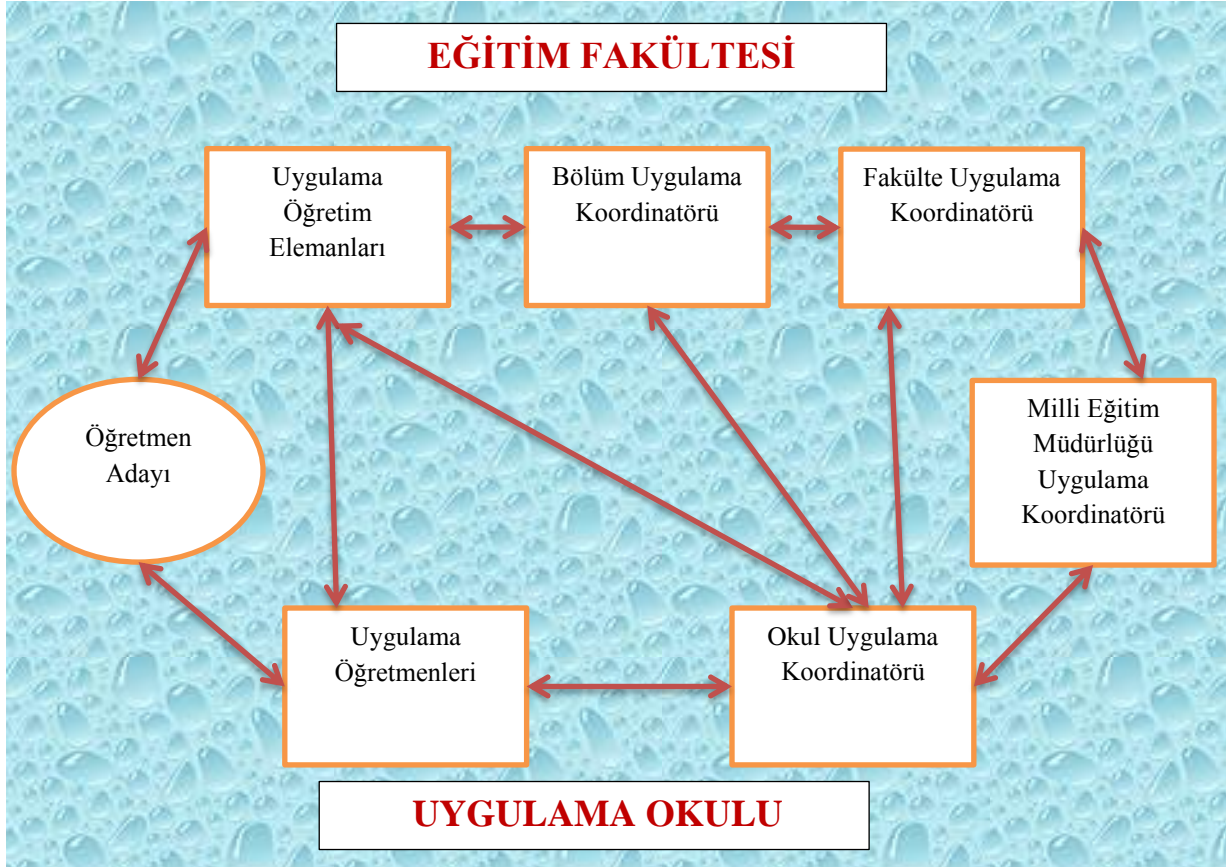 EĞİTİM FAKÜLTESİ
Uygulama
Öğretim
Elemanları
Bölüm Uygulama
Koordinatörü
Fakülte Uygulama
Koordinatörü
Öğretmen
Adayı
Milli Eğitim
Müdürlüğü
Uygulama
Koordinatörü
Uygulama
Öğretmenleri
Okul Uygulama
Koordinatörü
UYGULAMA OKULU